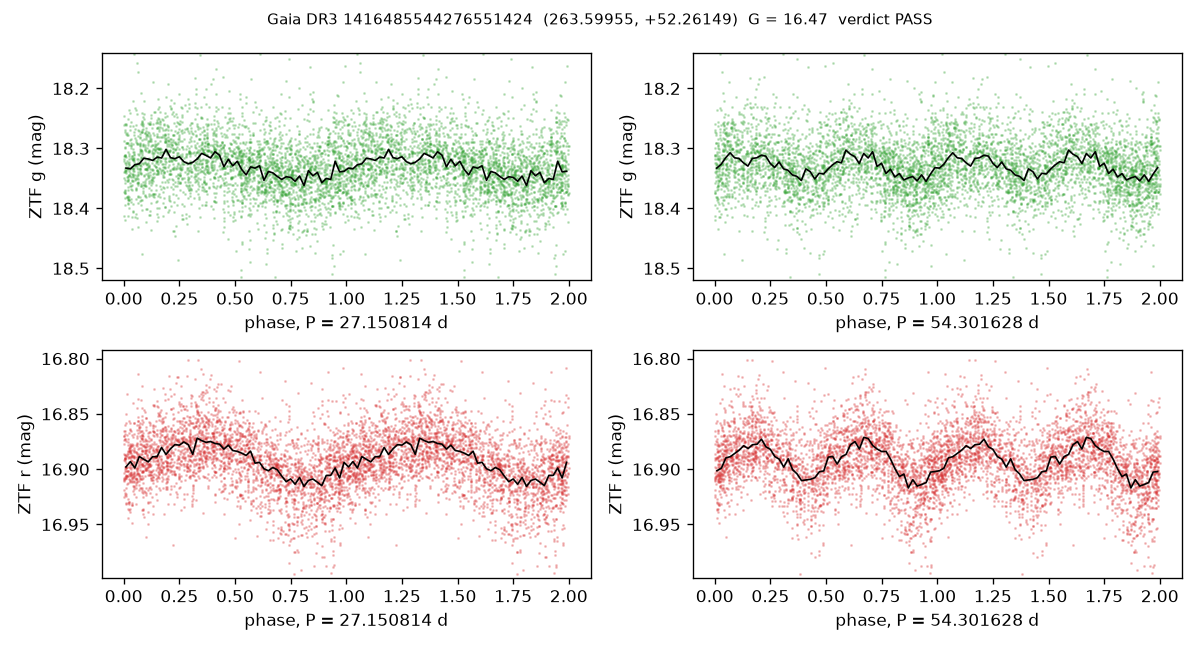 Gaia DR3 1416485544276551424  (263.59955, +52.26149)  G = 16.47  verdict PASS
ZTF g (mag)
18.2
18.3
18.4
18.5
0.00 0.25 0.50 0.75 1.00 1.25 1.50 1.75 2.00
phase, P = 27.150814 d
ZTF g (mag)
18.2
18.3
18.4
18.5
0.00 0.25 0.50 0.75 1.00 1.25 1.50 1.75 2.00
phase, P = 54.301628 d
ZTF r (mag)
16.80
16.85
16.90
16.95
0.00 0.25 0.50 0.75 1.00 1.25 1.50 1.75 2.00
phase, P = 27.150814 d
ZTF r (mag)
16.80
16.85
16.90
16.95
0.00 0.25 0.50 0.75 1.00 1.25 1.50 1.75 2.00
phase, P = 54.301628 d